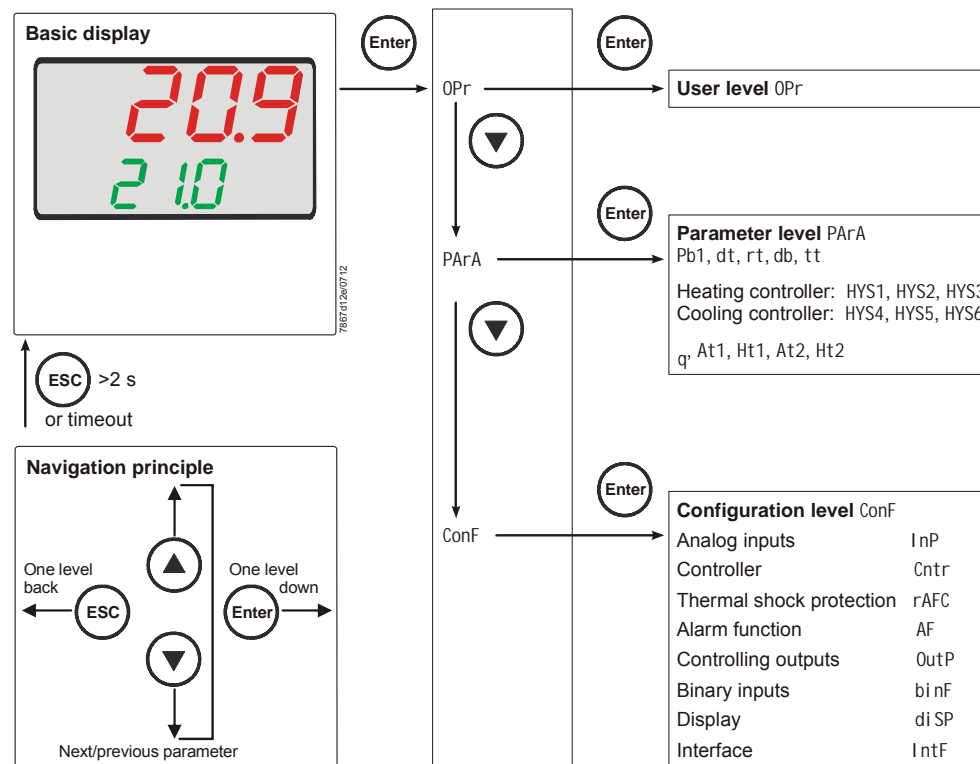 Basic display
20.9
21.0
7867d12e/0712
ESC >2 s
or timeout
Navigation principle
One level
back
ESC
One level
down
Enter
Next/previous parameter
Enter
OPr
PArA
ConF
Enter
User level OPr
Enter
Parameter level PArA
Pb1, dt, rt, db, tt
Heating controller: HYS1, HYS2, HYS3
Cooling controller: HYS4, HYS5, HYS6
q, At1, Ht1, At2, Ht2
Enter
Configuration level ConF
Analog inputs InP
Controller Cntr
Thermal shock protection rAFC
Alarm function AF
Controlling outputs OutP
Binary inputs binF
Display diSP
Interface IntF